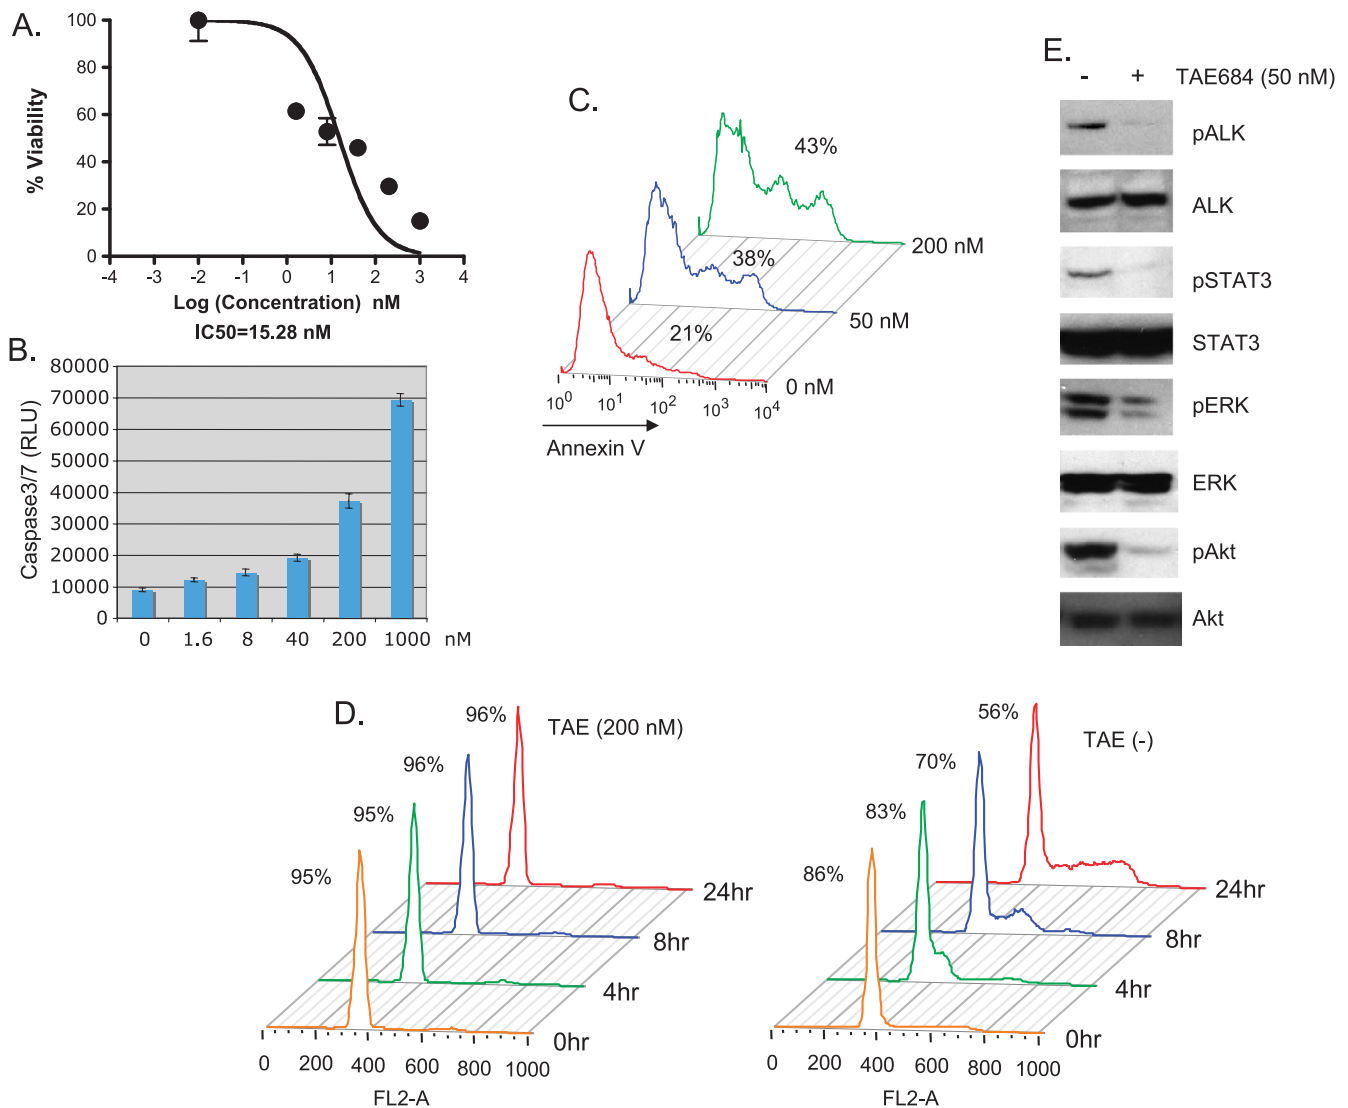 A.
100
80
60
40
20
0
% Viability
-4 -3 -2 -1 0 1 2 3 4
Log (Concentration) nM
IC50=15.28 nM
B.
80000
70000
60000
50000
40000
30000
20000
10000
0
Caspase3/7 (RLU)
0 1.6 8 40 200 1000 nM
C.
43%
200 nM
38%
50 nM
21%
0 nM
10^0 10^1 10^2 10^3 10^4
Annexin V
E.
- + TAE684 (50 nM)
pALK
ALK
pSTAT3
STAT3
pERK
ERK
pAkt
Akt
D.
TAE (200 nM)
96%
24hr
96%
8hr
95%
4hr
95%
0hr
0 200 400 600 800 1000
FL2-A
TAE (-)
56%
24hr
70%
8hr
83%
4hr
86%
0hr
0 200 400 600 800 1000
FL2-A